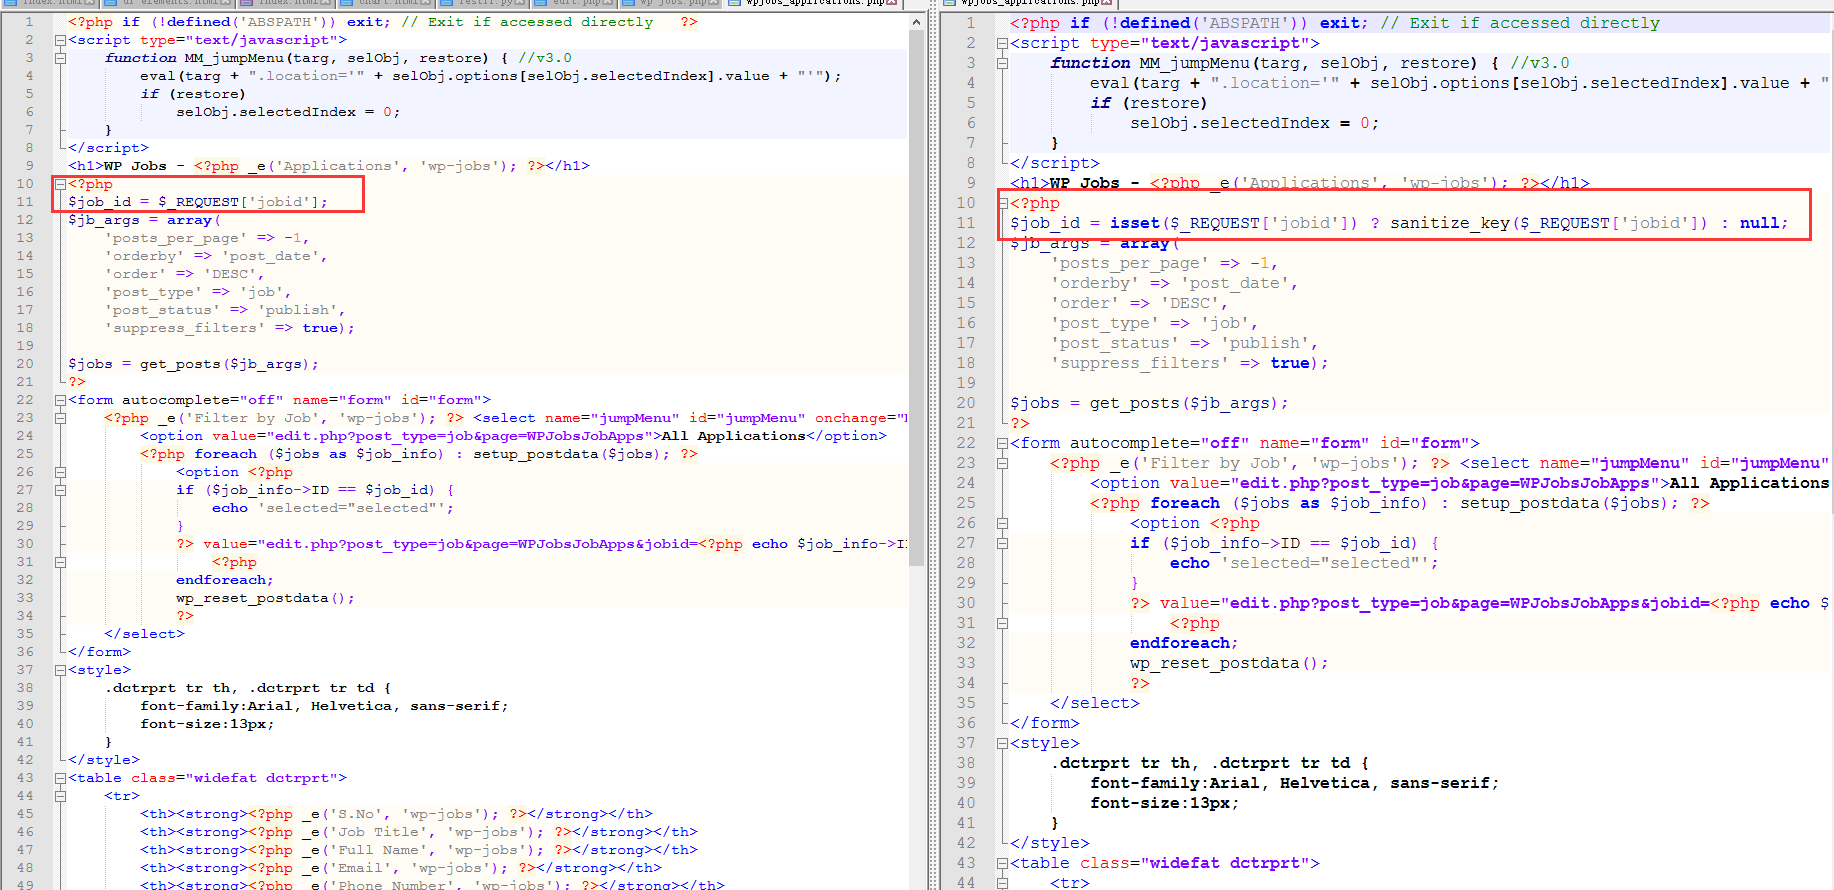 index.html
ui-elements.html
index.html
chart.html
rest11.py
edit.php
wp-jobs.php
wpjobs_applications.php
1 <?php if (!defined('ABSPATH')) exit; // Exit if accessed directly   ?>
2 <script type="text/javascript">
3     function MM_jumpMenu(targ, selObj, restore) { //v3.0
4         eval(targ + ".location='" + selObj.options[selObj.selectedIndex].value + "'");
5         if (restore)
6             selObj.selectedIndex = 0;
7     }
8 </script>
9 <h1>WP Jobs - <?php _e('Applications', 'wp-jobs'); ?></h1>
10 <?php
11 $job_id = $_REQUEST['jobid'];
12 $jb_args = array(
13     'posts_per_page' => -1,
14     'orderby' => 'post_date',
15     'order' => 'DESC',
16     'post_type' => 'job',
17     'post_status' => 'publish',
18     'suppress_filters' => true);
19
20 $jobs = get_posts($jb_args);
21 ?>
22 <form autocomplete="off" name="form" id="form">
23     <?php _e('Filter by Job', 'wp-jobs'); ?> <select name="jumpMenu" id="jumpMenu" onchange="
24         <option value="edit.php?post_type=job&page=WPJobsJobApps">All Applications</option>
25         <?php foreach ($jobs as $job_info) : setup_postdata($jobs); ?>
26             <option <?php
27             if ($job_info->ID == $job_id) {
28                 echo 'selected="selected"';
29             }
30             ?> value="edit.php?post_type=job&page=WPJobsJobApps&jobid=<?php echo $job_info->I
31                 <?php
32             endforeach;
33             wp_reset_postdata();
34             ?>
35     </select>
36 </form>
37 <style>
38     .dctrprt tr th, .dctrprt tr td {
39         font-family:Arial, Helvetica, sans-serif;
40         font-size:13px;
41     }
42 </style>
43 <table class="widefat dctrprt">
44     <tr>
45         <th><strong><?php _e('S.No', 'wp-jobs'); ?></strong></th>
46         <th><strong><?php _e('Job Title', 'wp-jobs'); ?></strong></th>
47         <th><strong><?php _e('Full Name', 'wp-jobs'); ?></strong></th>
48         <th><strong><?php _e('Email', 'wp-jobs'); ?></strong></th>
49         <th><strong><?php _e('Phone Number', 'wp-jobs'); ?></strong></th>
wpjobs_applications.php
1 <?php if (!defined('ABSPATH')) exit; // Exit if accessed directly
2 <script type="text/javascript">
3     function MM_jumpMenu(targ, selObj, restore) { //v3.0
4         eval(targ + ".location='" + selObj.options[selObj.selectedIndex].value + "
5         if (restore)
6             selObj.selectedIndex = 0;
7     }
8 </script>
9 <h1>WP Jobs - <?php _e('Applications', 'wp-jobs'); ?></h1>
10 <?php
11 $job_id = isset($_REQUEST['jobid']) ? sanitize_key($_REQUEST['jobid']) : null;
12 $jb_args = array(
13     'posts_per_page' => -1,
14     'orderby' => 'post_date',
15     'order' => 'DESC',
16     'post_type' => 'job',
17     'post_status' => 'publish',
18     'suppress_filters' => true);
19
20 $jobs = get_posts($jb_args);
21 ?>
22 <form autocomplete="off" name="form" id="form">
23     <?php _e('Filter by Job', 'wp-jobs'); ?> <select name="jumpMenu" id="jumpMenu"
24         <option value="edit.php?post_type=job&page=WPJobsJobApps">All Applications
25         <?php foreach ($jobs as $job_info) : setup_postdata($jobs); ?>
26             <option <?php
27             if ($job_info->ID == $job_id) {
28                 echo 'selected="selected"';
29             }
30             ?> value="edit.php?post_type=job&page=WPJobsJobApps&jobid=<?php echo $
31                 <?php
32             endforeach;
33             wp_reset_postdata();
34             ?>
35     </select>
36 </form>
37 <style>
38     .dctrprt tr th, .dctrprt tr td {
39         font-family:Arial, Helvetica, sans-serif;
40         font-size:13px;
41     }
42 </style>
43 <table class="widefat dctrprt">
44     <tr>